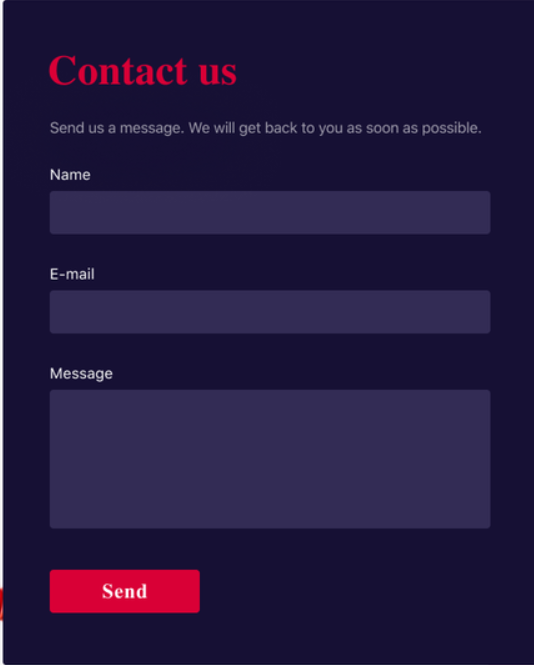 Contact us
Send us a message. We will get back to you as soon as possible.
Name
E-mail
Message
Send